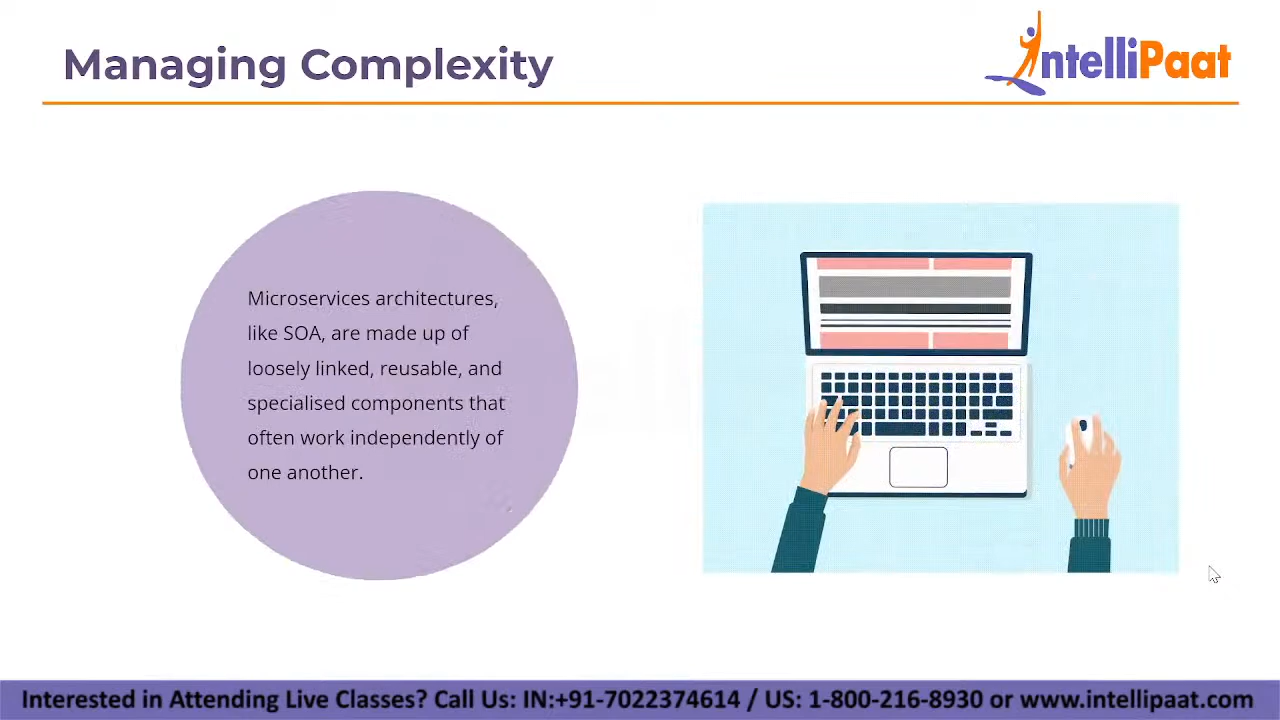 Managing Complexity
IntelliPaat
Microservices architectures,
like SOA, are made up of
loosely linked, reusable, and
specialised components that
often work independently of
one another.
Interested in Attending Live Classes? Call Us: IN:+91-7022374614 / US: 1-800-216-8930 or www.intellipaat.com